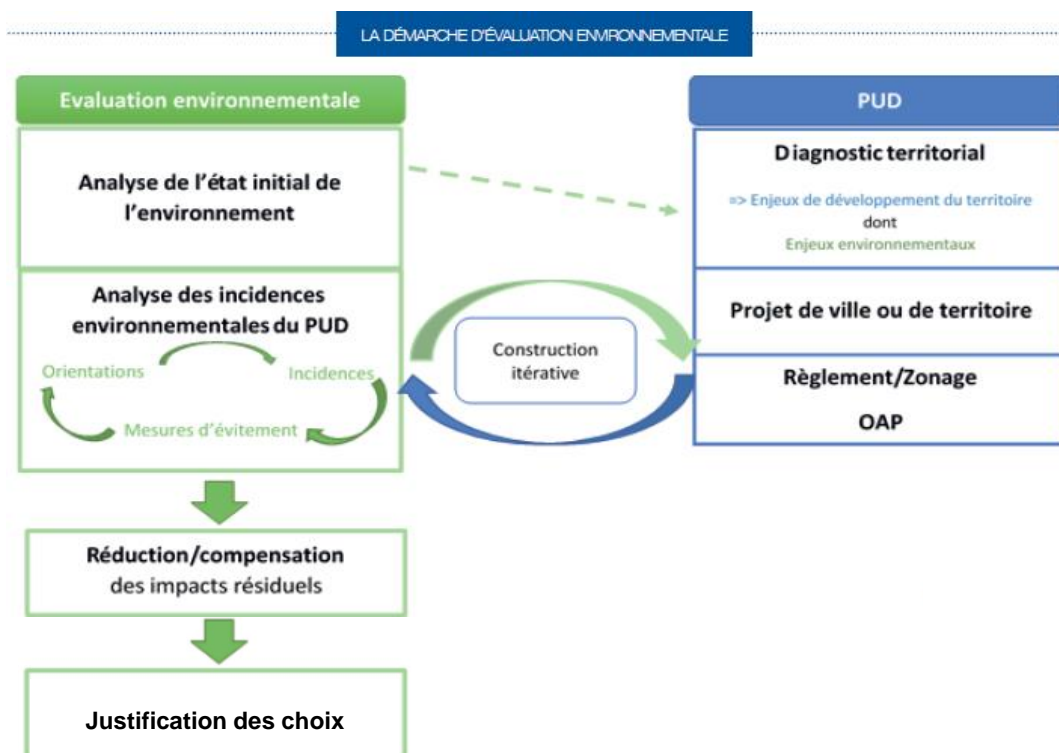 LA DÉMARCHE D'ÉVALUATION ENVIRONNEMENTALE
Evaluation environnementale
Analyse de l'état initial de
l'environnement
Analyse des incidences
environnementales du PUD
Orientations
Incidences
Mesures d'évitement
Réduction/compensation
des impacts résiduels
Justification des choix
Construction
itérative
PUD
Diagnostic territorial
=> Enjeux de développement du territoire
dont
Enjeux environnementaux
Projet de ville ou de territoire
Règlement/Zonage
OAP